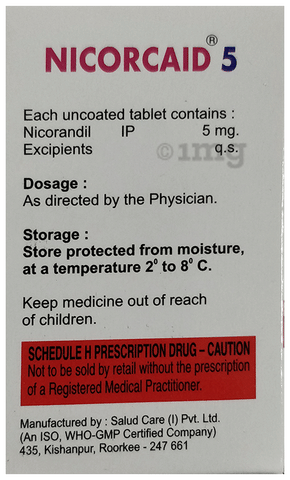 NICORCAID® 5
Each uncoated tablet contains :
Nicorandil IP 5 mg.
Excipients q.s.
©1mg
Dosage :
As directed by the Physician.
Storage :
Store protected from moisture,
at a temperature 2⁰ to 8⁰ C.
Keep medicine out of reach
of children.
SCHEDULE H PRESCRIPTION DRUG – CAUTION
Not to be sold by retail without the prescription
of a Registered Medical Practitioner.
Manufactured by : Salud Care (I) Pvt. Ltd.
(An ISO, WHO-GMP Certified Company)
435, Kishanpur, Roorkee - 247 661